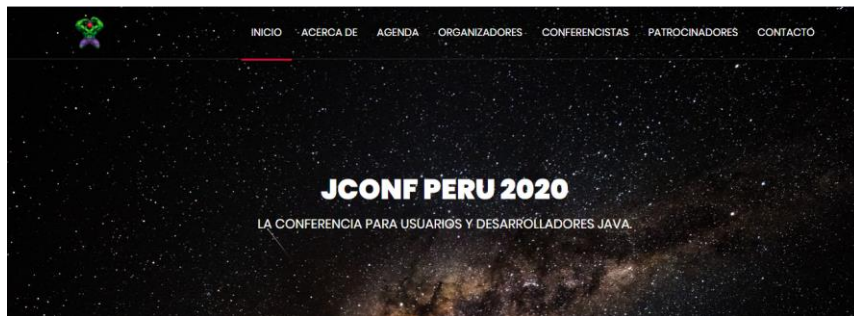 INICIO ACERCA DE AGENDA ORGANIZADORES CONFERENCISTAS PATROCINADORES CONTACTO
JCONF PERU 2020
LA CONFERENCIA PARA USUARIOS Y DESARROLLADORES JAVA.